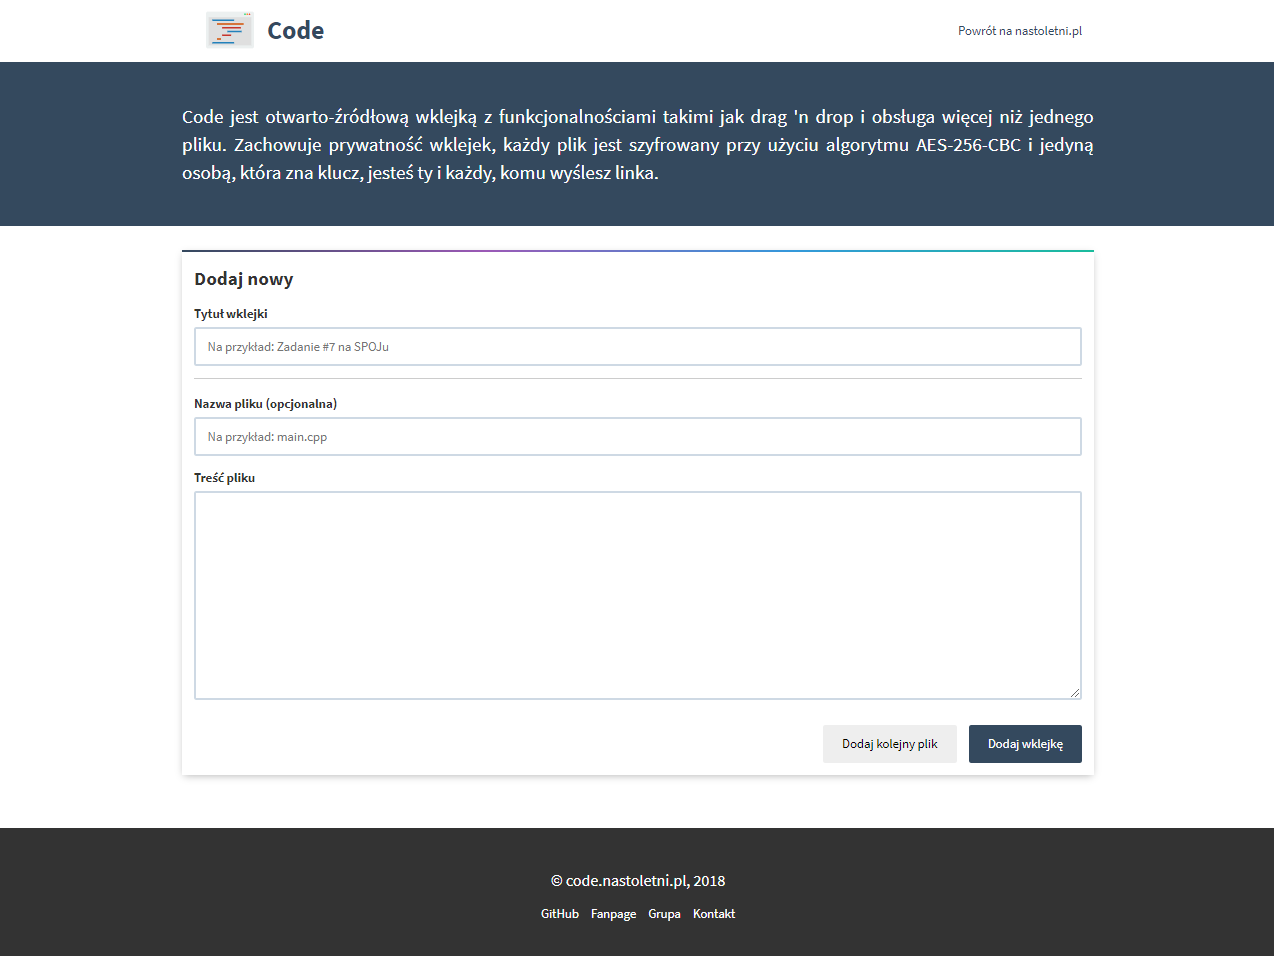 Code
Powrót na nastoletni.pl
Code jest otwarto-źródłową wklejką z funkcjonalnościami takimi jak drag 'n drop i obsługa więcej niż jednego
pliku. Zachowuje prywatność wklejek, każdy plik jest szyfrowany przy użyciu algorytmu AES-256-CBC i jedyną
osobą, która zna klucz, jesteś ty i każdy, komu wyślesz linka.
Dodaj nowy
Tytuł wklejki
Na przykład: Zadanie #7 na SPOJu
Nazwa pliku (opcjonalna)
Na przykład: main.cpp
Treść pliku
Dodaj kolejny plik
Dodaj wklejkę
© code.nastoletni.pl, 2018
GitHub Fanpage Grupa Kontakt